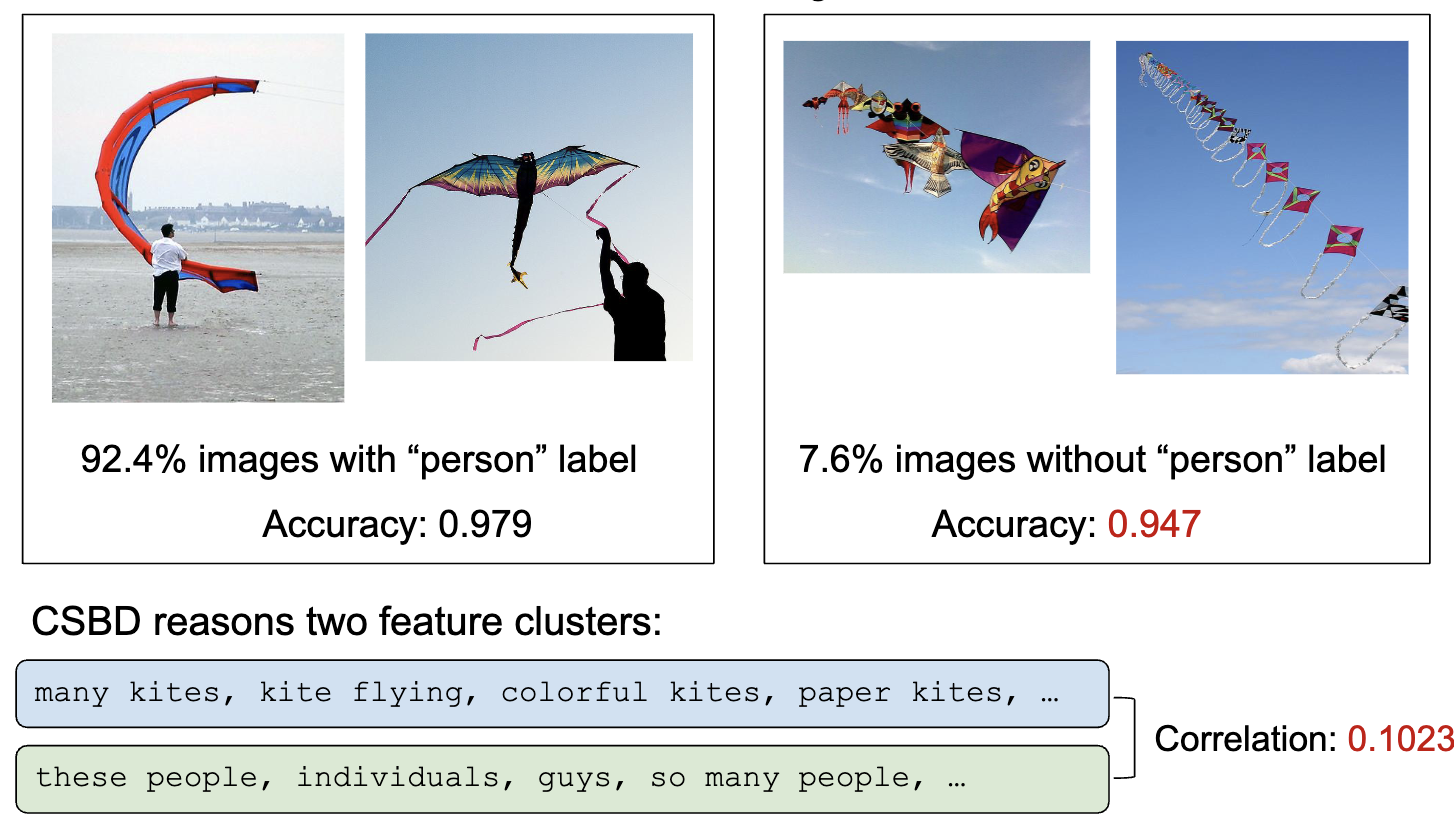 92.4% images with “person” label
Accuracy: 0.979
7.6% images without “person” label
Accuracy: 0.947
CSBD reasons two feature clusters:
many kites, kite flying, colorful kites, paper kites, …
these people, individuals, guys, so many people, …
Correlation: 0.1023